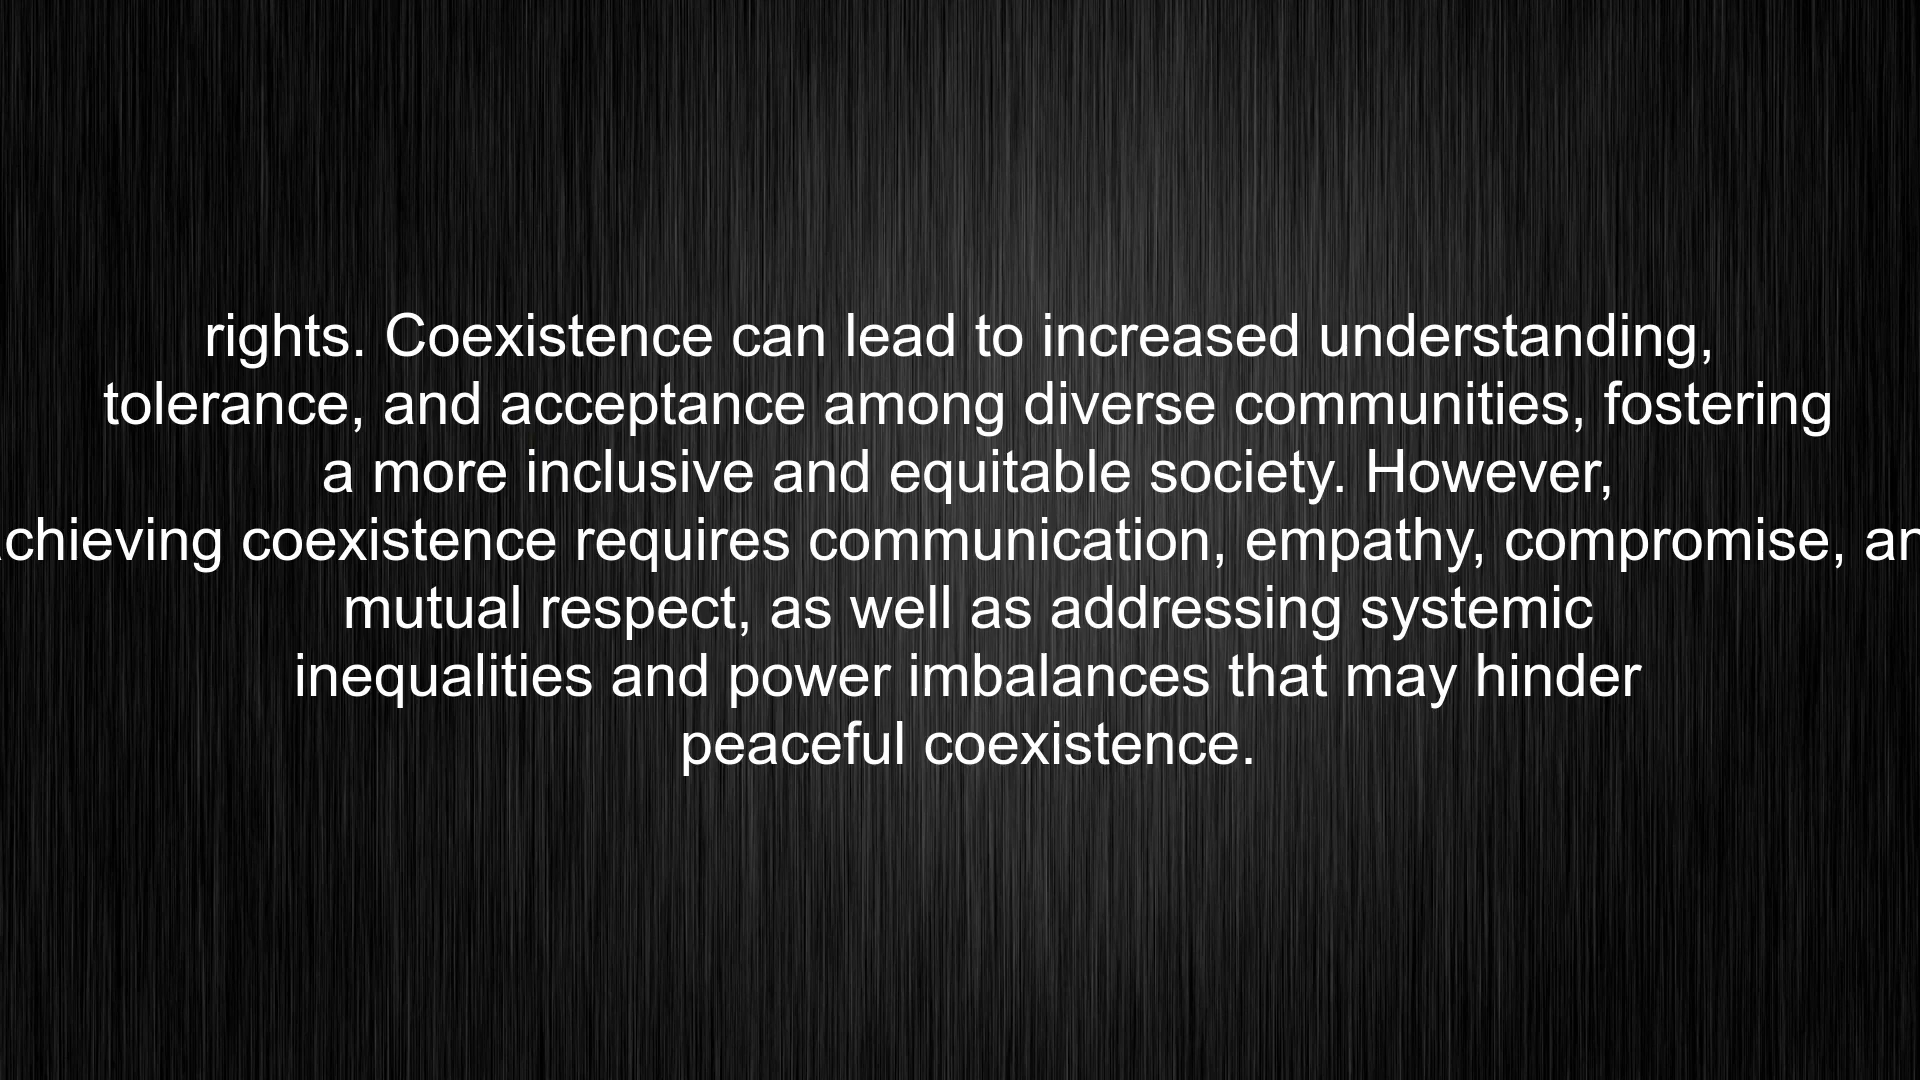 rights. Coexistence can lead to increased understanding,
tolerance, and acceptance among diverse communities, fostering
a more inclusive and equitable society. However,
chieving coexistence requires communication, empathy, compromise, an
mutual respect, as well as addressing systemic
inequalities and power imbalances that may hinder
peaceful coexistence.